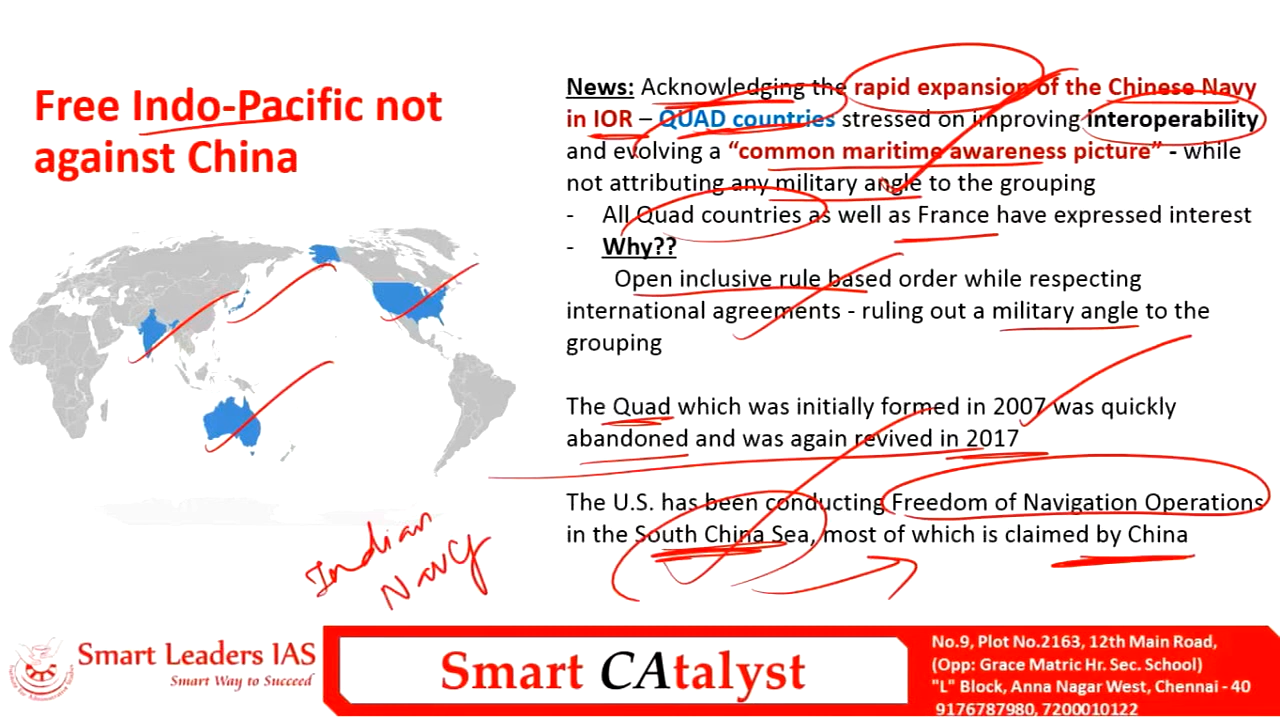 Free Indo-Pacific not
against China
News: Acknowledging the rapid expansion of the Chinese Navy
in IOR – QUAD countries stressed on improving interoperability
and evolving a “common maritime awareness picture” - while
not attributing any military angle to the grouping
- All Quad countries as well as France have expressed interest
- Why??
Open inclusive rule based order while respecting
international agreements - ruling out a military angle to the
grouping
The Quad which was initially formed in 2007 was quickly
abandoned and was again revived in 2017
The U.S. has been conducting Freedom of Navigation Operations
in the South China Sea, most of which is claimed by China
Indian
Navy
Smart Leaders IAS
Smart Way to Succeed
Smart CAtalyst
No.9, Plot No.2163, 12th Main Road,
(Opp: Grace Matric Hr. Sec. School)
"L" Block, Anna Nagar West, Chennai - 40
9176787980, 7200010122